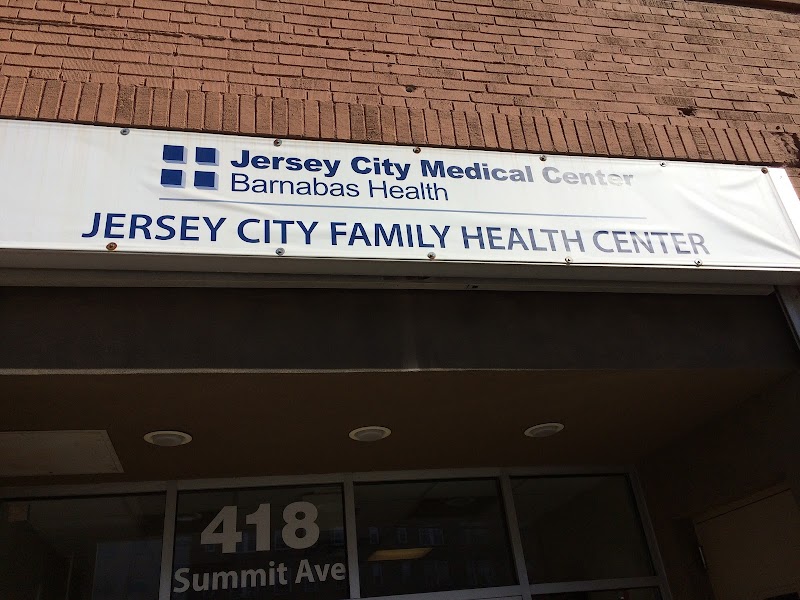 Jersey City Medical Center
Barnabas Health
JERSEY CITY FAMILY HEALTH CENTER
418
Summit Ave